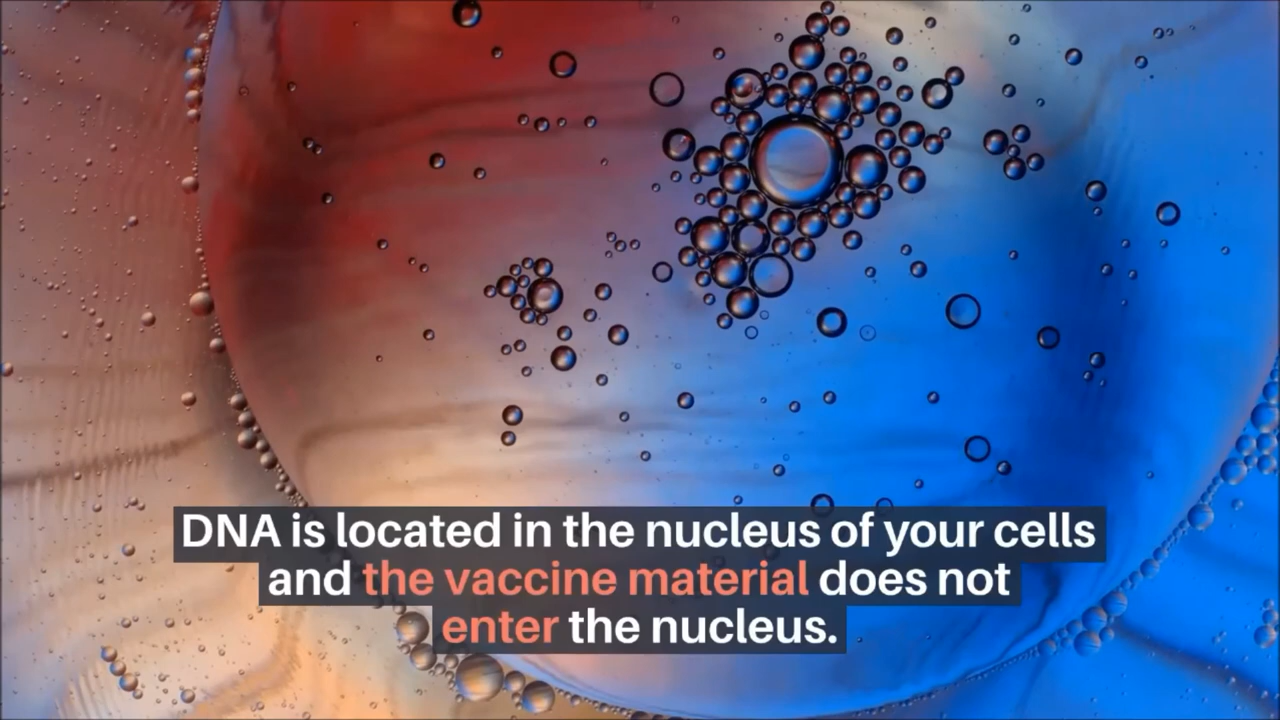 DNA is located in the nucleus of your cells
and the vaccine material does not
enter the nucleus.